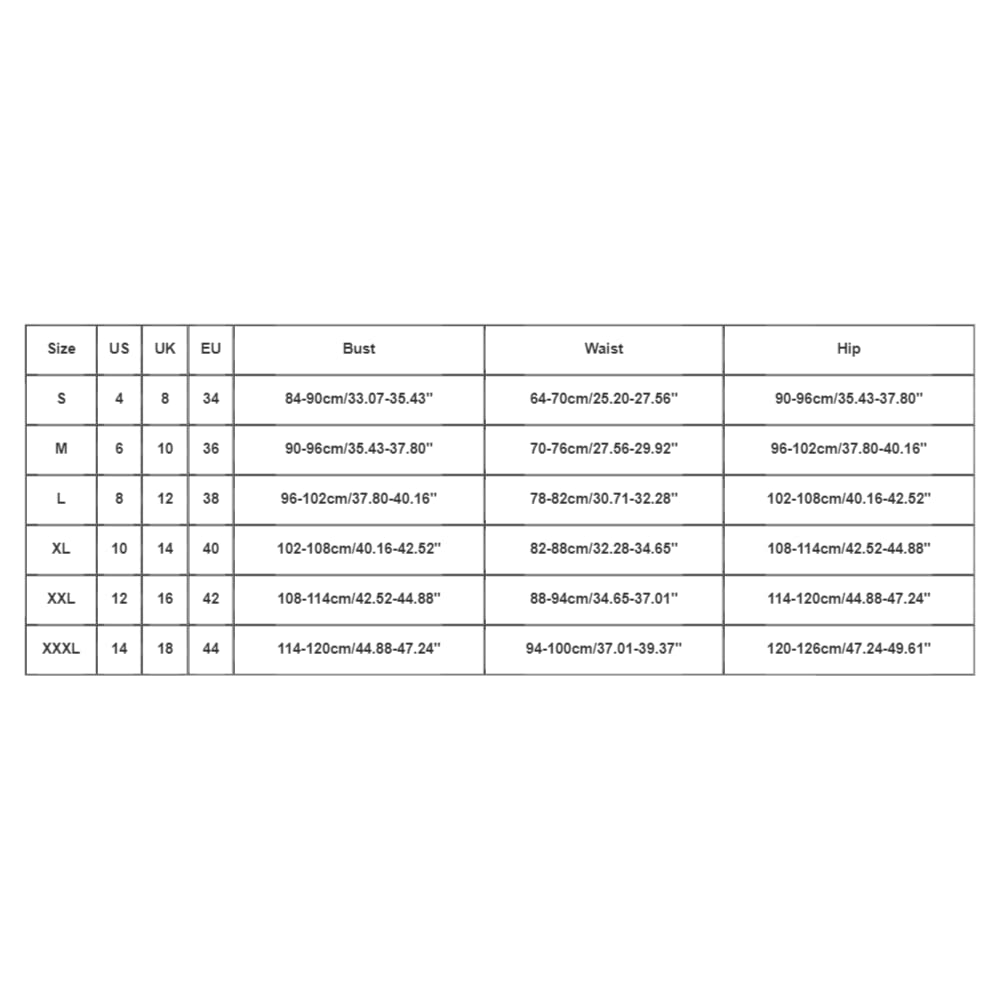 Size US UK EU Bust Waist Hip
S 4 8 34 84-90cm/33.07-35.43" 64-70cm/25.20-27.56" 90-96cm/35.43-37.80"
M 6 10 36 90-96cm/35.43-37.80" 70-76cm/27.56-29.92" 96-102cm/37.80-40.16"
L 8 12 38 96-102cm/37.80-40.16" 78-82cm/30.71-32.28" 102-108cm/40.16-42.52"
XL 10 14 40 102-108cm/40.16-42.52" 82-88cm/32.28-34.65" 108-114cm/42.52-44.88"
XXL 12 16 42 108-114cm/42.52-44.88" 88-94cm/34.65-37.01" 114-120cm/44.88-47.24"
XXXL 14 18 44 114-120cm/44.88-47.24" 94-100cm/37.01-39.37" 120-126cm/47.24-49.61"